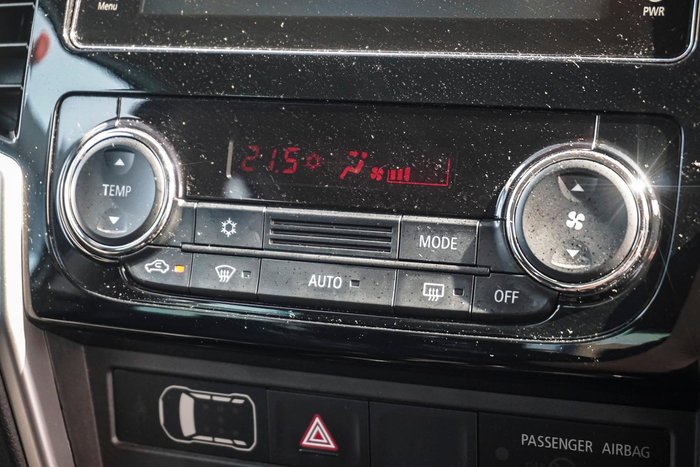 Menu
PWR
21.5
TEMP
MODE
AUTO
OFF
PASSENGER AIRBAG